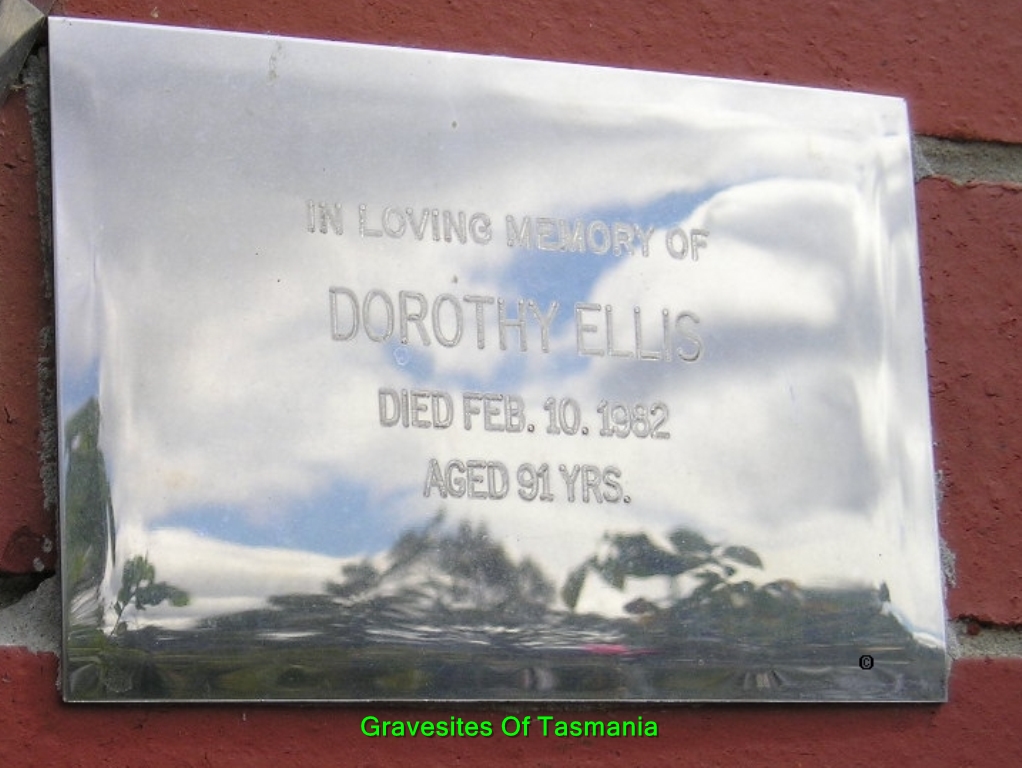 IN LOVING MEMORY OF
DOROTHY ELLIS
DIED FEB. 10. 1982
AGED 91 YRS.
©
Gravesites Of Tasmania